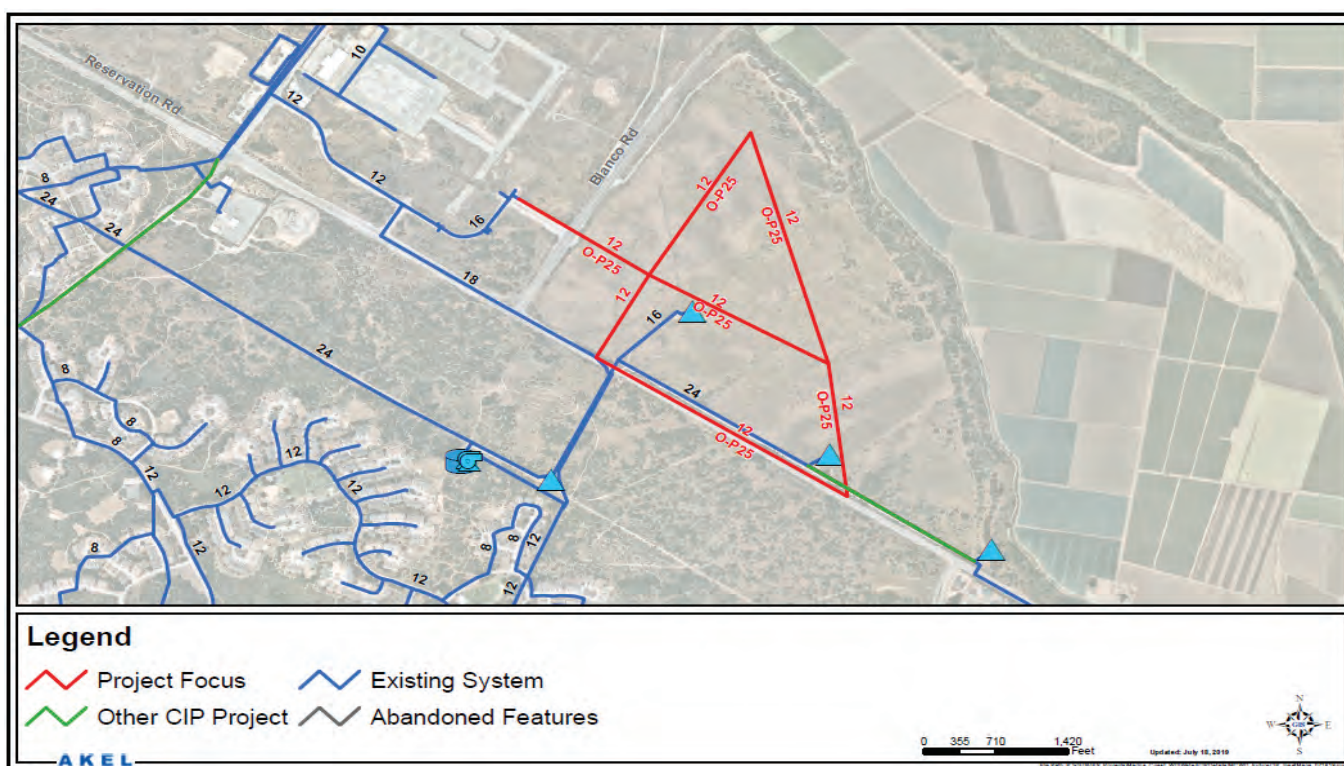 10
12
Reservation Rd
12
16
8
24
24
18
Blanco Rd
12
O-P25
12
O-P25
12
O-P25
12
12
O-P25
16
24
24
12
O-P25
12
O-P25
8
8
8
12
12
12
12
12
8
12
8
8
12
12
Legend
Project Focus
Existing System
Other CIP Project
Abandoned Features
AKEL
0 355 710 1,420
Feet
Updated: July 18, 2019
N
W GIS E
S